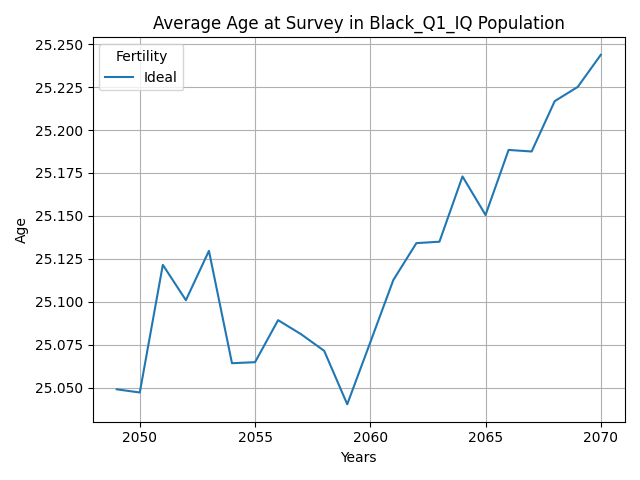 Average Age at Survey in Black_Q1_IQ Population
Fertility
Ideal
25.250
25.225
25.200
25.175
25.150
25.125
25.100
25.075
25.050
Age
2050 2055 2060 2065 2070
Years